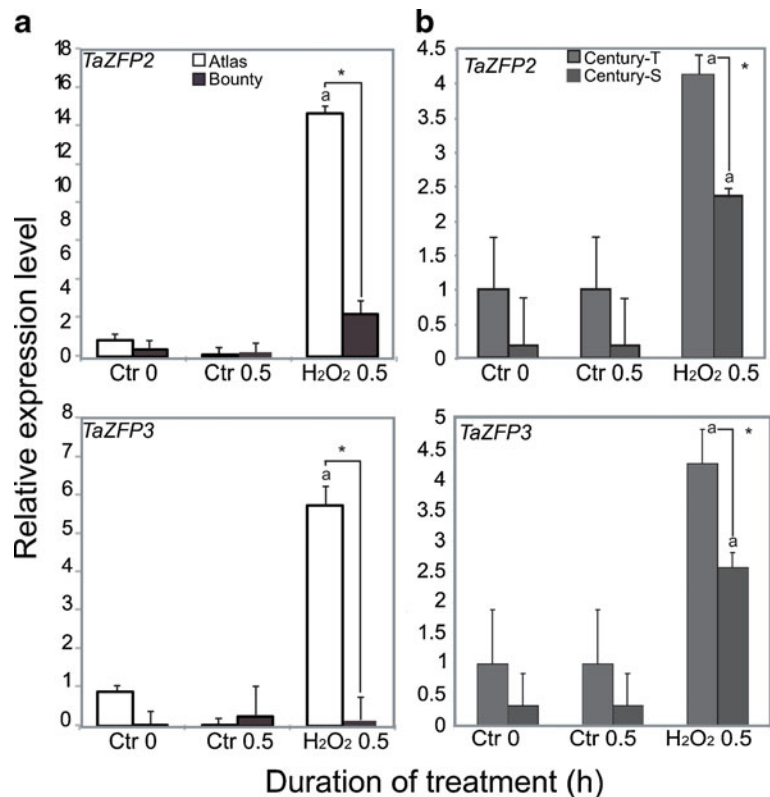 a
b
Relative expression level
18
16
14
12
10
8
6
4
2
0
TaZFP2
Atlas
Bounty
a
*
Ctr 0
Ctr 0.5
H₂O₂ 0.5
4.5
4
3.5
3
2.5
2
1.5
1
0.5
0
TaZFP2
Century-T
Century-S
a
*
a
Ctr 0
Ctr 0.5
H₂O₂ 0.5
8
7
6
5
4
3
2
1
0
TaZFP3
*
a
Ctr 0
Ctr 0.5
H₂O₂ 0.5
5
4.5
4
3
3.5
2.5
2
1
1.5
0.5
0
TaZFP3
a
*
a
Ctr 0
Ctr 0.5
H₂O₂ 0.5
Duration of treatment (h)